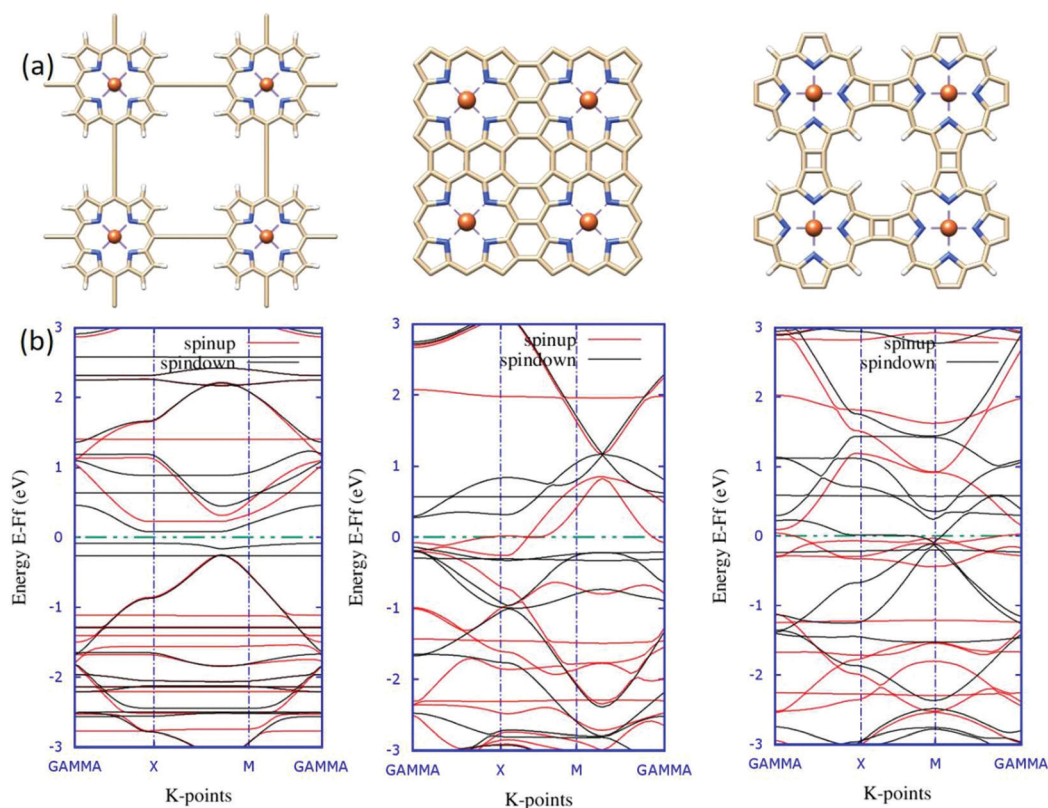 (a)
(b)
3
2
1
0
-1
-2
-3
Energy E-Ff (eV)
spinup
spindown
GAMMA X M GAMMA
K-points
3
2
1
0
-1
-2
-3
Energy E-Ff (eV)
spinup
spindown
GAMMA X M GAMMA
K-points
3
2
1
0
-1
-2
-3
Energy E-Ff (eV)
spinup
spindown
GAMMA X M GAMMA
K-points